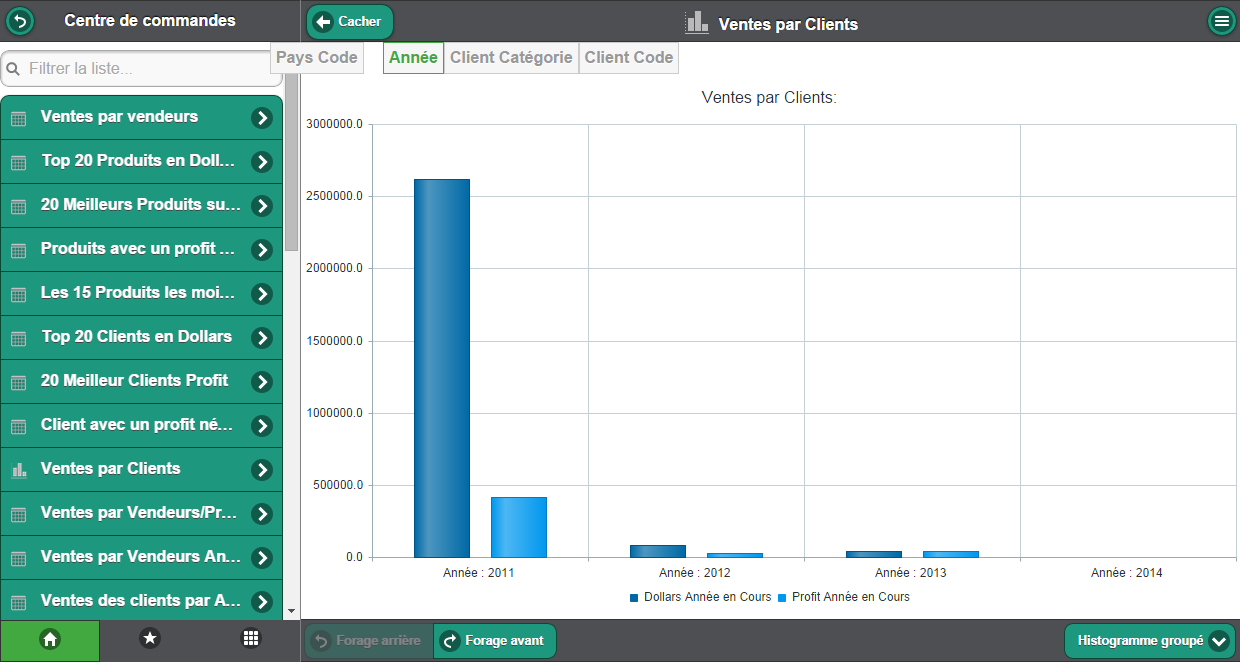 Centre de commandes
Cacher
Ventes par Clients
Filtrer la liste...
Pays Code
Année
Client Catégorie
Client Code
Ventes par vendeurs
Top 20 Produits en Doll...
20 Meilleurs Produits su...
Produits avec un profit ...
Les 15 Produits les moi...
Top 20 Clients en Dollars
20 Meilleur Clients Profit
Client avec un profit né...
Ventes par Clients
Ventes par Vendeurs/Pr...
Ventes par Vendeurs An...
Ventes des clients par A...
Ventes par Clients:
3000000.0
2500000.0
2000000.0
1500000.0
1000000.0
500000.0
0.0
Année : 2011
Année : 2012
Année : 2013
Année : 2014
Dollars Année en Cours
Profit Année en Cours
Forage arrière
Forage avant
Histogramme groupé